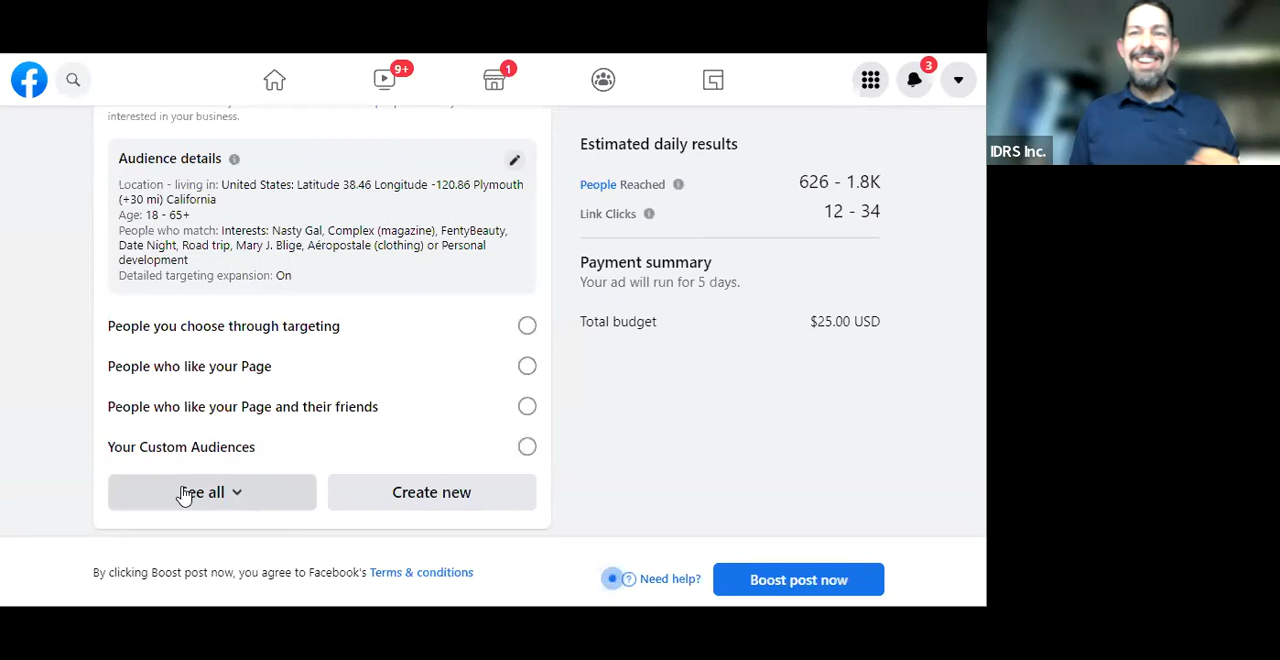 9+
1
3
IDRS Inc.
interested in your business.
Audience details
Location - living in: United States: Latitude 38.46 Longitude -120.86 Plymouth
(+30 mi) California
Age: 18 - 65+
People who match: Interests: Nasty Gal, Complex (magazine), FentyBeauty,
Date Night, Road trip, Mary J. Blige, Aéropostale (clothing) or Personal
development
Detailed targeting expansion: On
People you choose through targeting
People who like your Page
People who like your Page and their friends
Your Custom Audiences
See all
Create new
Estimated daily results
People Reached 626 - 1.8K
Link Clicks 12 - 34
Payment summary
Your ad will run for 5 days.
Total budget $25.00 USD
By clicking Boost post now, you agree to Facebook's Terms & conditions
Need help?
Boost post now